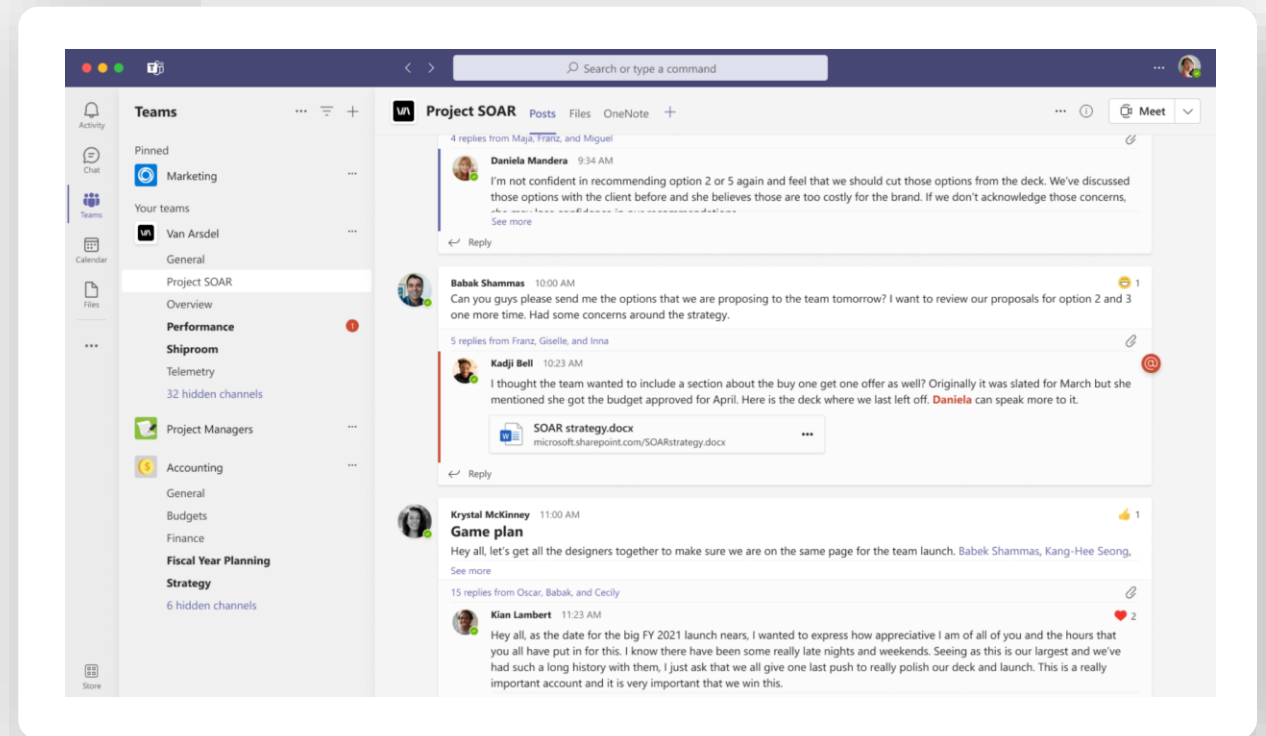 Search or type a command
Activity
Chat
Teams
Calendar
Files
Store
Teams
Pinned
Marketing
Your teams
Van Arsdel
General
Project SOAR
Overview
Performance 1
Shiproom
Telemetry
32 hidden channels
Project Managers
Accounting
General
Budgets
Finance
Fiscal Year Planning
Strategy
6 hidden channels
Project SOAR Posts Files OneNote
Meet
4 replies from Maja, Franz, and Miguel
Daniela Mandera 9:34 AM
I'm not confident in recommending option 2 or 5 again and feel that we should cut those options from the deck. We've discussed
those options with the client before and she believes those are too costly for the brand. If we don't acknowledge those concerns,
she may lose confidence in our recommendations
See more
Reply
Babak Shammas 10:00 AM
1
Can you guys please send me the options that we are proposing to the team tomorrow? I want to review our proposals for option 2 and 3
one more time. Had some concerns around the strategy.
5 replies from Franz, Giselle, and Inna
Kadji Bell 10:23 AM
@
I thought the team wanted to include a section about the buy one get one offer as well? Originally it was slated for March but she
mentioned she got the budget approved for April. Here is the deck where we last left off. Daniela can speak more to it.
SOAR strategy.docx
microsoft.sharepoint.com/SOARstrategy.docx
Reply
Krystal McKinney 11:00 AM
1
Game plan
Hey all, let's get all the designers together to make sure we are on the same page for the team launch. Babek Shammas, Kang-Hee Seong,
See more
15 replies from Oscar, Babak, and Cecily
Kian Lambert 11:23 AM
2
Hey all, as the date for the big FY 2021 launch nears, I wanted to express how appreciative I am of all of you and the hours that
you all have put in for this. I know there have been some really late nights and weekends. Seeing as this is our largest and we've
had such a long history with them, I just ask that we all give one last push to really polish our deck and launch. This is a really
important account and it is very important that we win this.